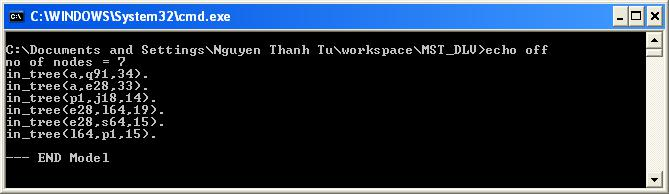 C:\WINDOWS\System32\cmd.exe
C:\Documents and Settings\Nguyen Thanh Tu\workspace\MST_DLV>echo off
no of nodes = 7
in_tree(a,q91,34).
in_tree(a,e28,33).
in_tree(p1,j18,14).
in_tree(e28,l64,19).
in_tree(e28,s64,15).
in_tree(l64,p1,15).
--- END Model